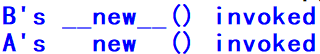 B's __new__() invoked
A's __new__() invoked